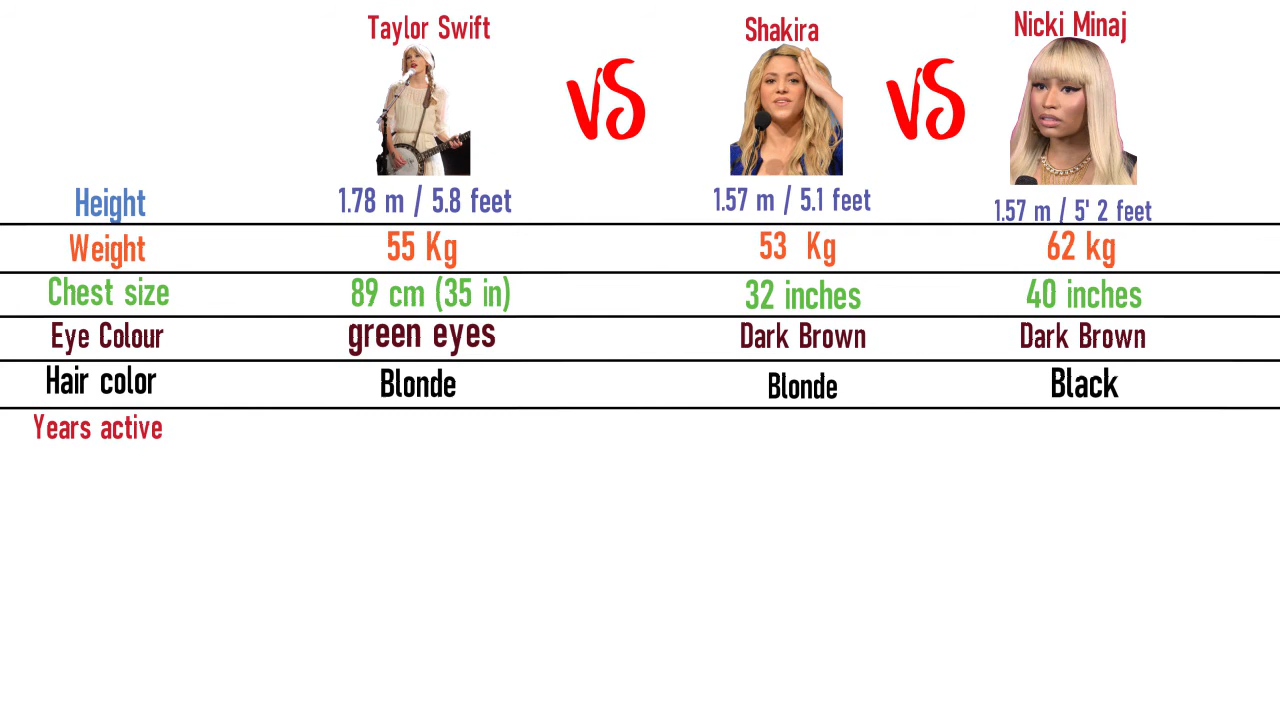 Taylor Swift VS Shakira VS Nicki Minaj
Height 1.78 m / 5.8 feet 1.57 m / 5.1 feet 1.57 m / 5' 2 feet
Weight 55 Kg 53 Kg 62 kg
Chest size 89 cm (35 in) 32 inches 40 inches
Eye Colour green eyes Dark Brown Dark Brown
Hair color Blonde Blonde Black
Years active